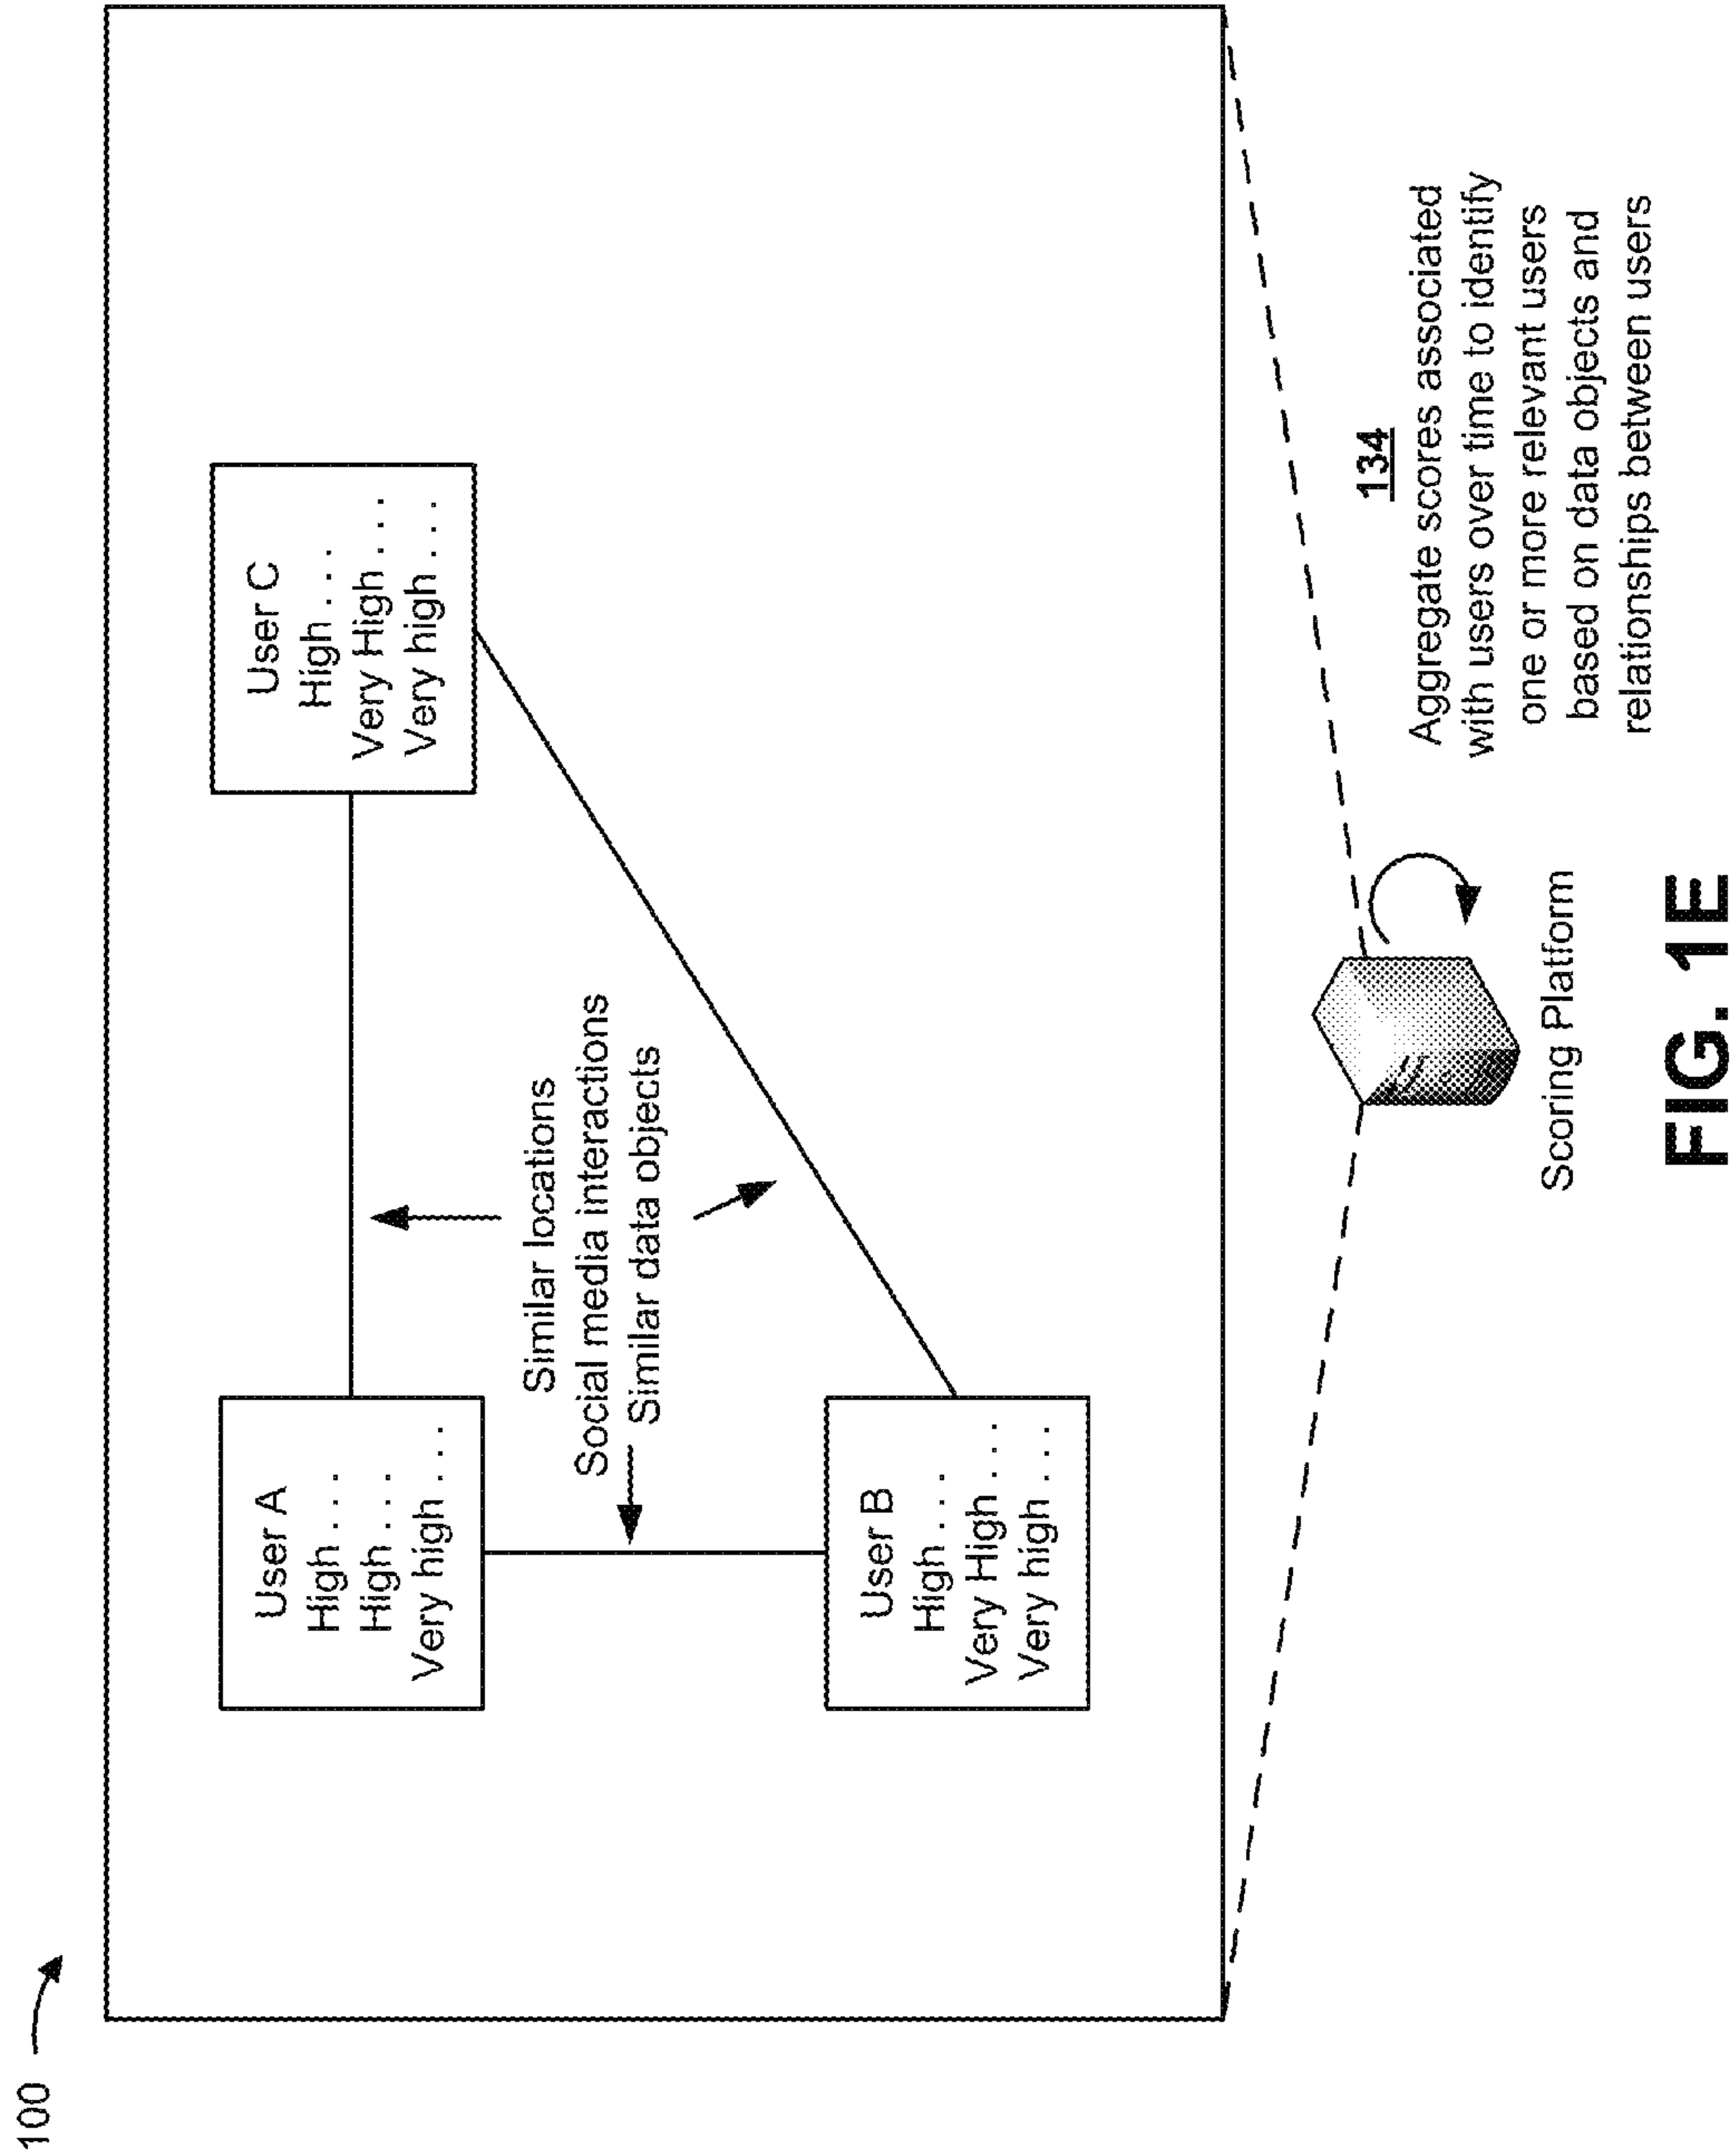 100
User A
High . . .
High . . .
Very high . . .
User C
High . . .
Very High . . .
Very high . . .
Similar locations
Social media interactions
Similar data objects
User B
High . . .
Very High . . .
Very high . . .
134
Aggregate scores associated
with users over time to identify
one or more relevant users
based on data objects and
relationships between users
Scoring Platform
FIG. 1E